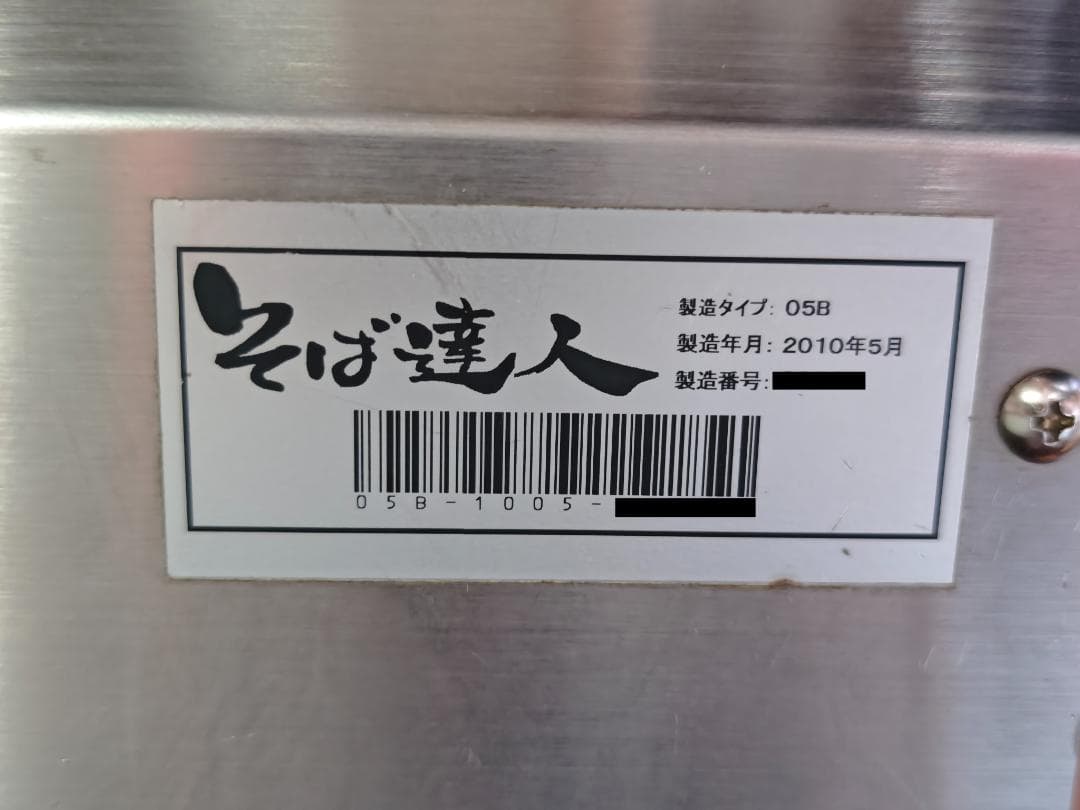 そば達人
製造タイプ: 05B
製造年月: 2010年5月
製造番号:
05B-1005-